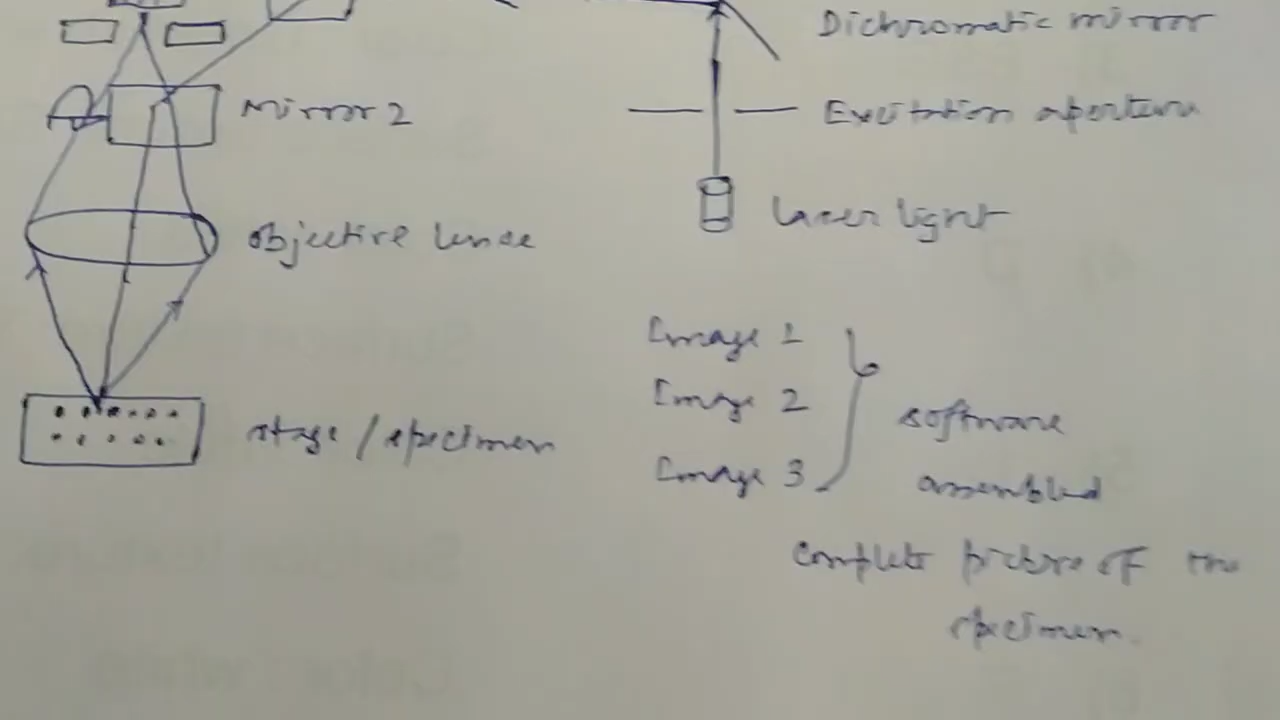 Dichromatic mirror
Mirror 2
Excitation aperture
Laser light
objective lense
Image 1
Image 2
Image 3
software
assembled
stage / specimen
complete picture of the
specimen.